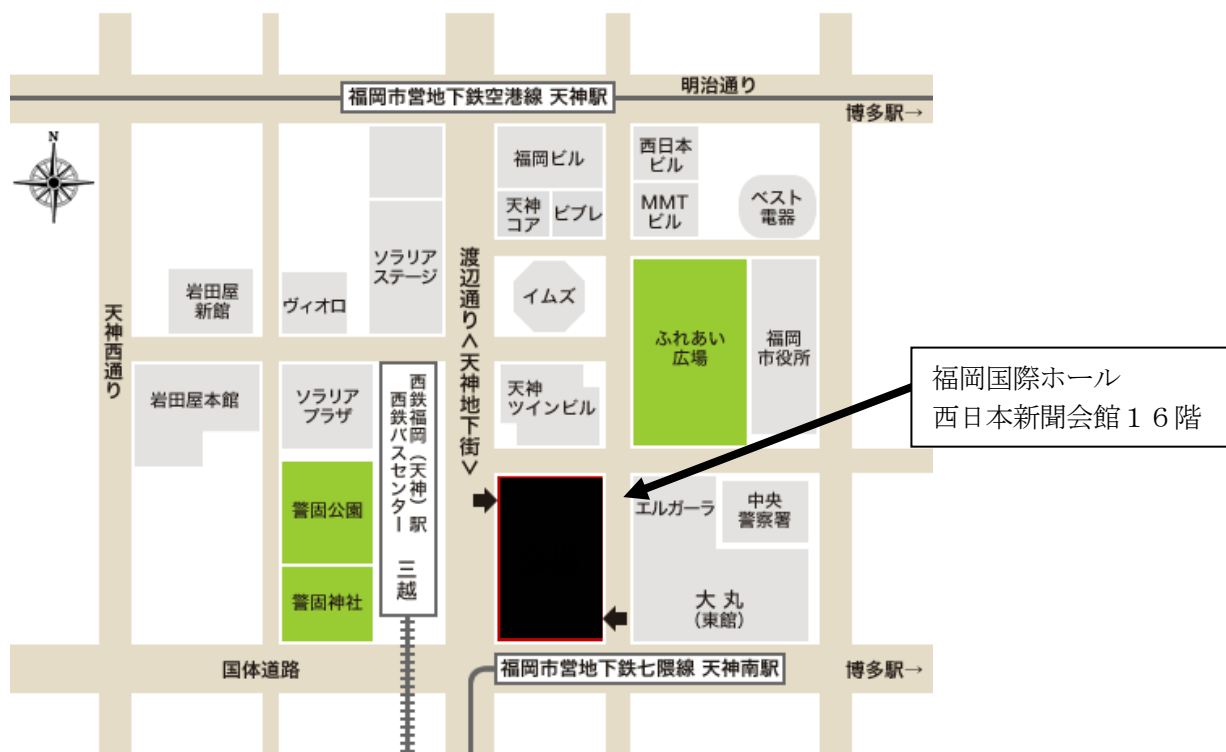 明治通り
福岡市営地下鉄空港線 天神駅
博多駅→
N
福岡ビル
西日本
ビル
天神
コア
ビブレ
MMT
ビル
ベスト
電器
ソラリア
ステージ
渡辺通り<天神地下街>
岩田屋
新館
ヴィオロ
イムズ
天神西通り
ふれあい
広場
福岡
市役所
福岡国際ホール
西日本新聞会館16階
岩田屋本館
ソラリア
プラザ
西鉄福岡(天神)駅
西鉄バスセンター
三越
天神
ツインビル
警固公園
エルガーラ
中央
警察署
警固神社
大丸
(東館)
国体道路
福岡市営地下鉄七隈線 天神南駅
博多駅→